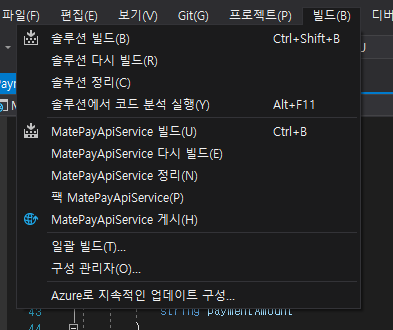 파일(F) 편집(E) 보기(V) Git(G) 프로젝트(P) 빌드(B) 디버
솔루션 빌드(B) Ctrl+Shift+B
솔루션 다시 빌드(R)
솔루션 정리(C)
솔루션에서 코드 분석 실행(Y) Alt+F11
MatePayApiService 빌드(U) Ctrl+B
MatePayApiService 다시 빌드(E)
MatePayApiService 정리(N)
팩 MatePayApiService(P)
MatePayApiService 게시(H)
일괄 빌드(T)...
구성 관리자(O)...
Azure로 지속적인 업데이트 구성...
43 string paymentAmount
44 )